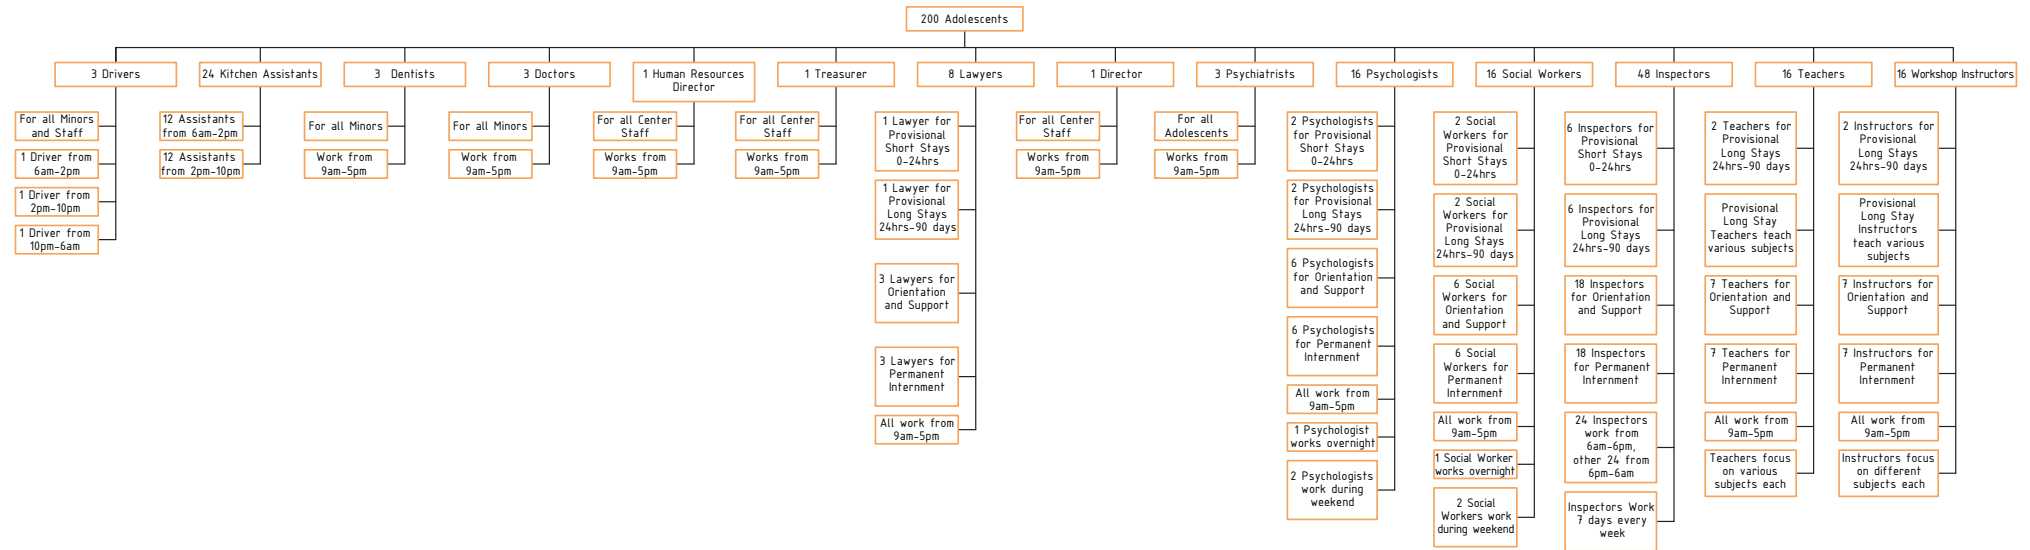 200 Adolescents
3 Drivers
24 Kitchen Assistants
3 Dentists
3 Doctors
1 Human Resources
Director
1 Treasurer
8 Lawyers
1 Director
3 Psychiatrists
16 Psychologists
16 Social Workers
48 Inspectors
16 Teachers
16 Workshop Instructors
For all Minors
and Staff
1 Driver from
6am-2pm
1 Driver from
2pm-10pm
1 Driver from
10pm-6am
12 Assistants
from 6am-2pm
12 Assistants
from 2pm-10pm
For all Minors
Work from
9am-5pm
For all Minors
Work from
9am-5pm
For all Center
Staff
Works from
9am-5pm
For all Center
Staff
Works from
9am-5pm
1 Lawyer for
Provisional
Short Stays
0-24hrs
1 Lawyer for
Provisional
Long Stays
24hrs-90 days
3 Lawyers for
Orientation
and Support
3 Lawyers for
Permanent
Internment
All work from
9am-5pm
For all Center
Staff
Works from
9am-5pm
For all
Adolescents
Works from
9am-5pm
2 Psychologists
for Provisional
Short Stays
0-24hrs
2 Psychologists
for Provisional
Long Stays
24hrs-90 days
6 Psychologists
for Orientation
and Support
6 Psychologists
for Permanent
Internment
All work from
9am-5pm
1 Psychologist
works overnight
2 Psychologists
work during
weekend
2 Social
Workers for
Provisional
Short Stays
0-24hrs
2 Social
Workers for
Provisional
Long Stays
24hrs-90 days
6 Social
Workers for
Orientation
and Support
6 Social
Workers for
Permanent
Internment
All work from
9am-5pm
1 Social Worker
works overnight
2 Social
Workers work
during weekend
6 Inspectors for
Provisional
Short Stays
0-24hrs
6 Inspectors for
Provisional
Long Stays
24hrs-90 days
18 Inspectors
for Orientation
and Support
18 Inspectors
for Permanent
Internment
24 Inspectors
work from
6am-6pm,
other 24 from
6pm-6am
Inspectors Work
7 days every
week
2 Teachers for
Provisional
Long Stays
24hrs-90 days
Provisional
Long Stay
Teachers teach
various subjects
7 Teachers for
Orientation and
Support
7 Teachers for
Permanent
Internment
All work from
9am-5pm
Teachers focus
on various
subjects each
2 Instructors for
Provisional
Long Stays
24hrs-90 days
Provisional
Long Stay
Instructors
teach various
subjects
7 Instructors for
Orientation and
Support
7 Instructors for
Permanent
Internment
All work from
9am-5pm
Instructors focus
on different
subjects each